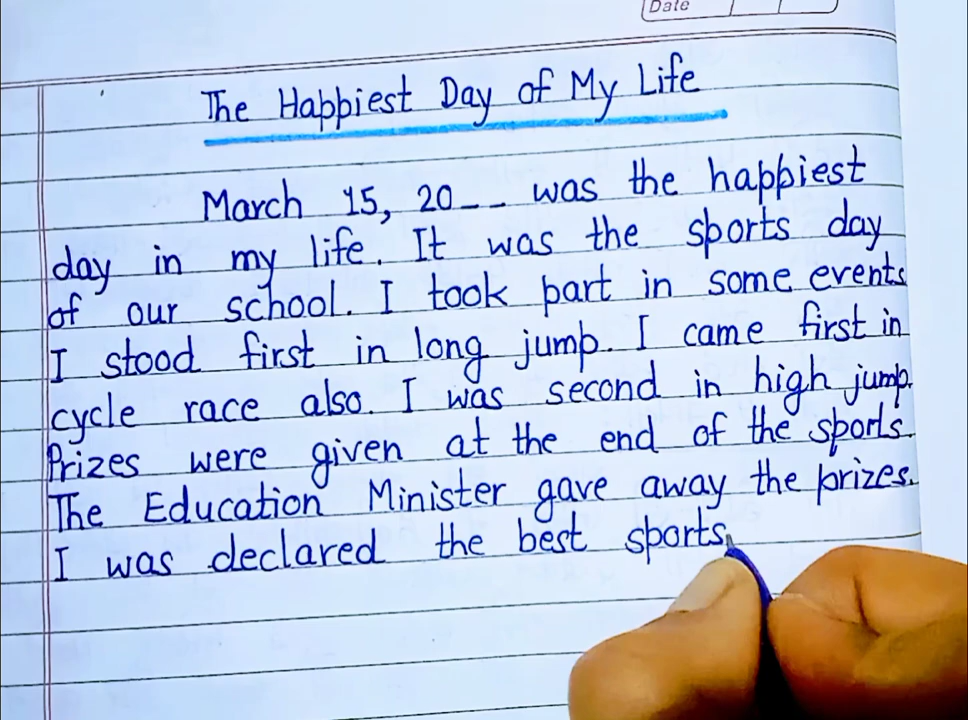 Date
The Happiest Day of My Life
March 15, 20-- was the happiest
day in my life. It was the sports day
of our school. I took part in some events
I stood first in long jump. I came first in
cycle race also. I was second in high jump.
Prizes were given at the end of the sports.
The Education Minister gave away the prizes.
I was declared the best sports